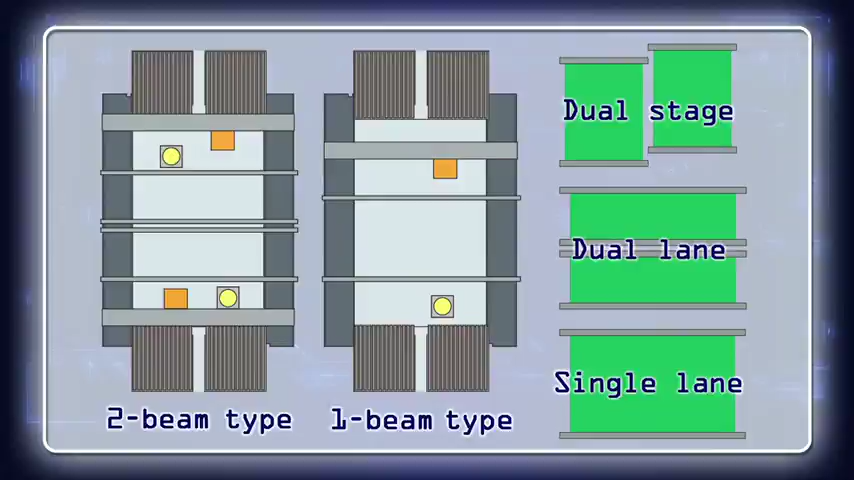 Dual stage
Dual lane
Single lane
2-beam type
1-beam type